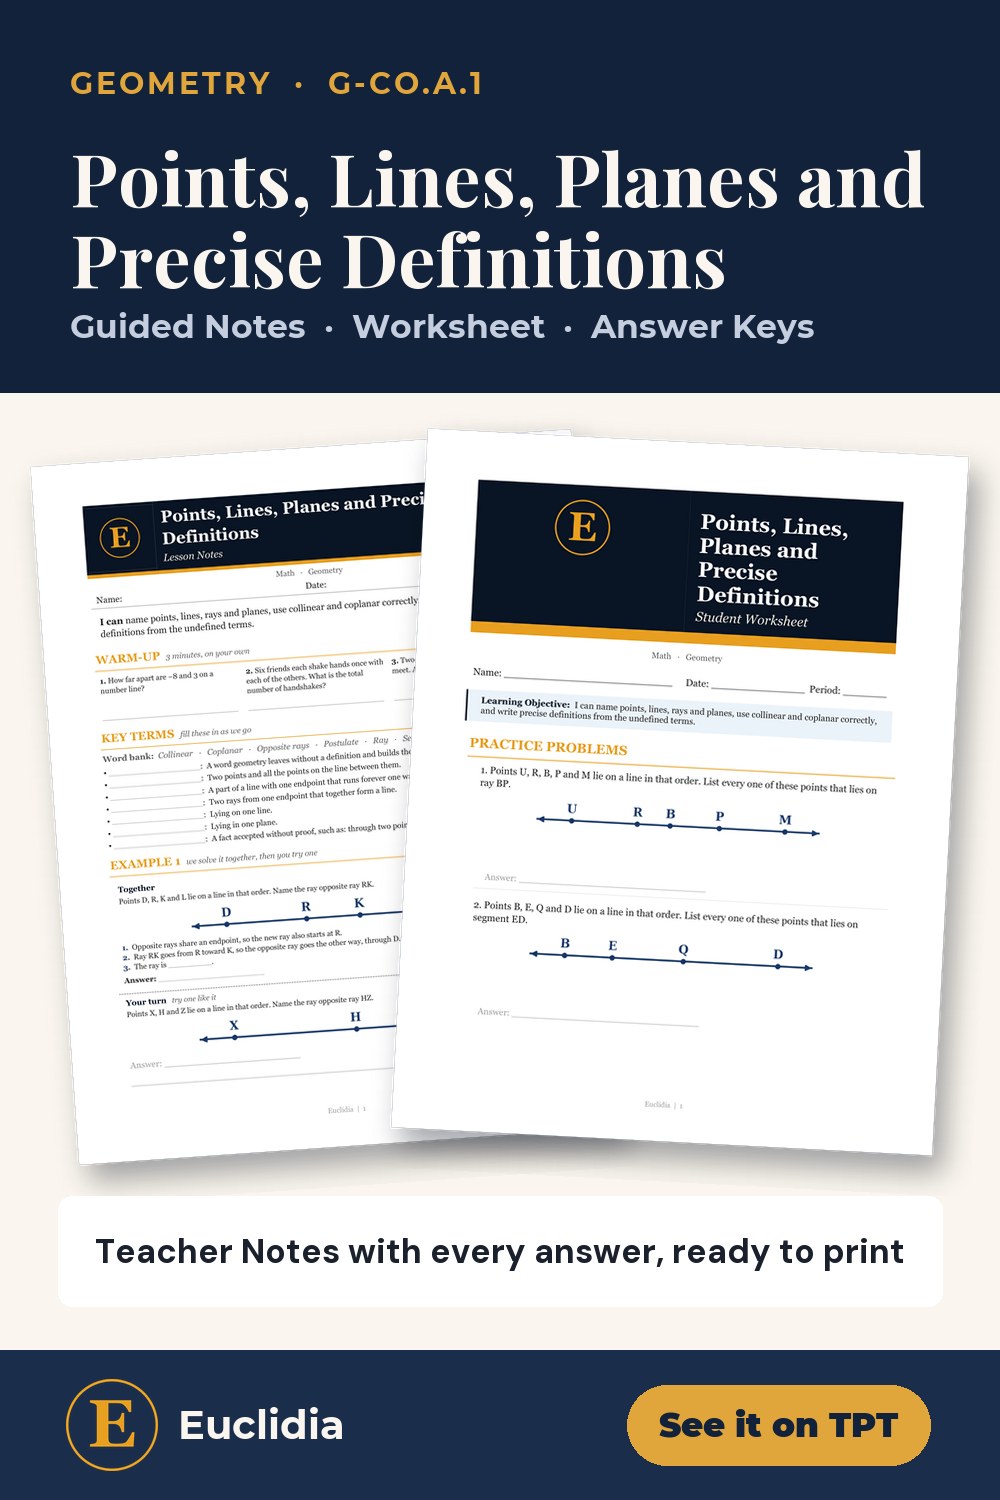 GEOMETRY · G-CO.A.1
Points, Lines, Planes and
Precise Definitions
Guided Notes · Worksheet · Answer Keys
E
Points, Lines, Planes and Preci
Definitions
Lesson Notes
Math · Geometry
Name:
Date:
I can name points, lines, rays and planes, use collinear and coplanar correctly,
definitions from the undefined terms.
WARM-UP 3 minutes, on your own
1. How far apart are −8 and 3 on a
number line?
2. Six friends each shake hands once with
each of the others. What is the total
number of handshakes?
3. Two
meet. A
KEY TERMS fill these in as we go
Word bank: Collinear · Coplanar · Opposite rays · Postulate · Ray · Se
: A word geometry leaves without a definition and builds the
: Two points and all the points on the line between them.
: A part of a line with one endpoint that runs forever one w
: Two rays from one endpoint that together form a line.
: Lying on one line.
: Lying in one plane.
: A fact accepted without proof, such as: through two poin
EXAMPLE 1 we solve it together, then you try one
Together
Points D, R, K and L lie on a line in that order. Name the ray opposite ray RK.
D R K
1. Opposite rays share an endpoint, so the new ray also starts at R.
2. Ray RK goes from R toward K, so the opposite ray goes the other way, through D.
3. The ray is ________.
Answer:
Your turn try one like it
Points X, H and Z lie on a line in that order. Name the ray opposite ray HZ.
X H
Answer:
Euclidia | 1
E
Points, Lines,
Planes and
Precise
Definitions
Student Worksheet
Math · Geometry
Name: Date: Period:
Learning Objective: I can name points, lines, rays and planes, use collinear and coplanar correctly,
and write precise definitions from the undefined terms.
PRACTICE PROBLEMS
1. Points U, R, B, P and M lie on a line in that order. List every one of these points that lies on
ray BP.
U R B P M
Answer:
2. Points B, E, Q and D lie on a line in that order. List every one of these points that lies on
segment ED.
B E Q D
Answer:
Euclidia | 1
Teacher Notes with every answer, ready to print
E
Euclidia
See it on TPT